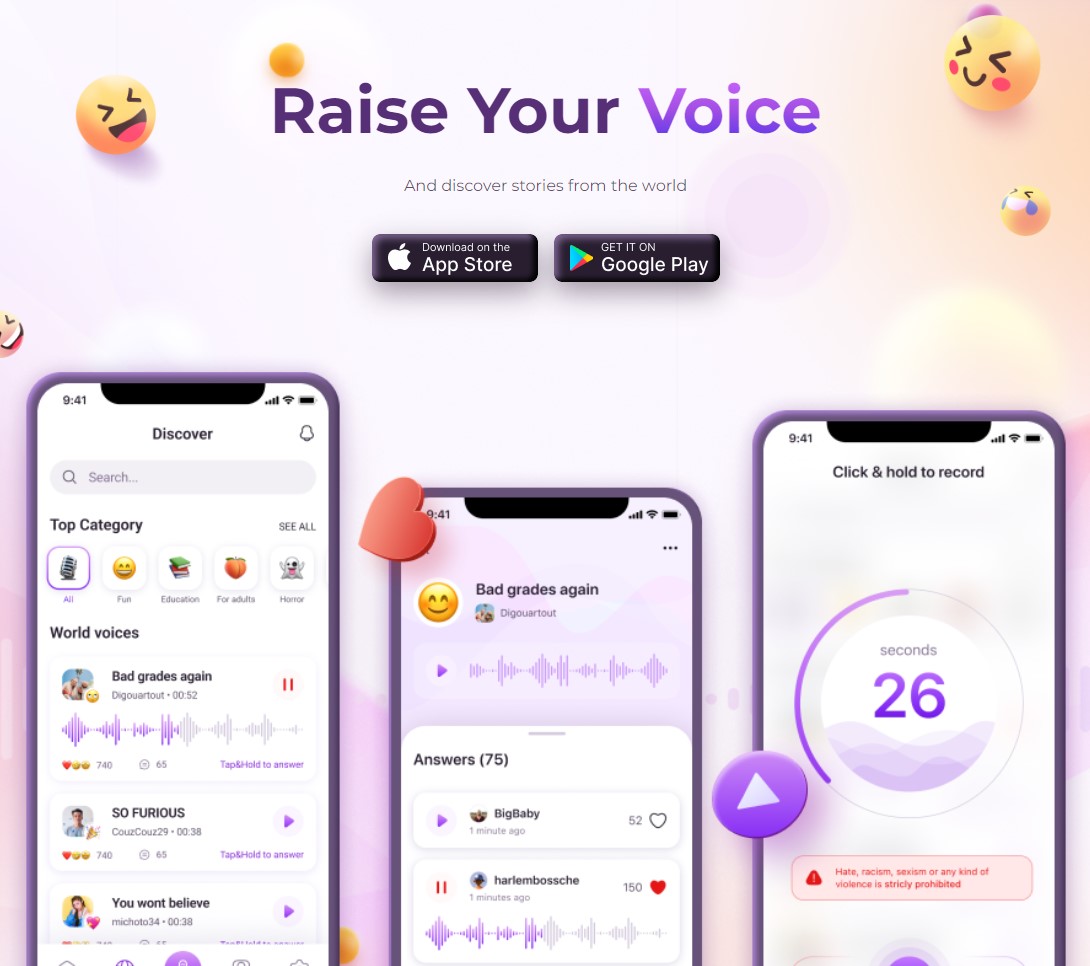 Raise Your Voice
And discover stories from the world
Download on the
App Store
GET IT ON
Google Play
9:41
Discover
Search...
Top Category
SEE ALL
All
Fun
Education
For adults
Horror
World voices
Bad grades again
Digouartout • 00:52
740
65
Tap&Hold to answer
SO FURIOUS
CouzCouz29 • 00:38
740
65
Tap&Hold to answer
You wont believe
michoto34 • 00:38
9:41
Bad grades again
Digouartout
Answers (75)
BigBaby
1 minute ago
52
harlembossche
1 minutes ago
150
9:41
Click & hold to record
seconds
26
Hate, racism, sexism or any kind of
violence is stricly prohibited